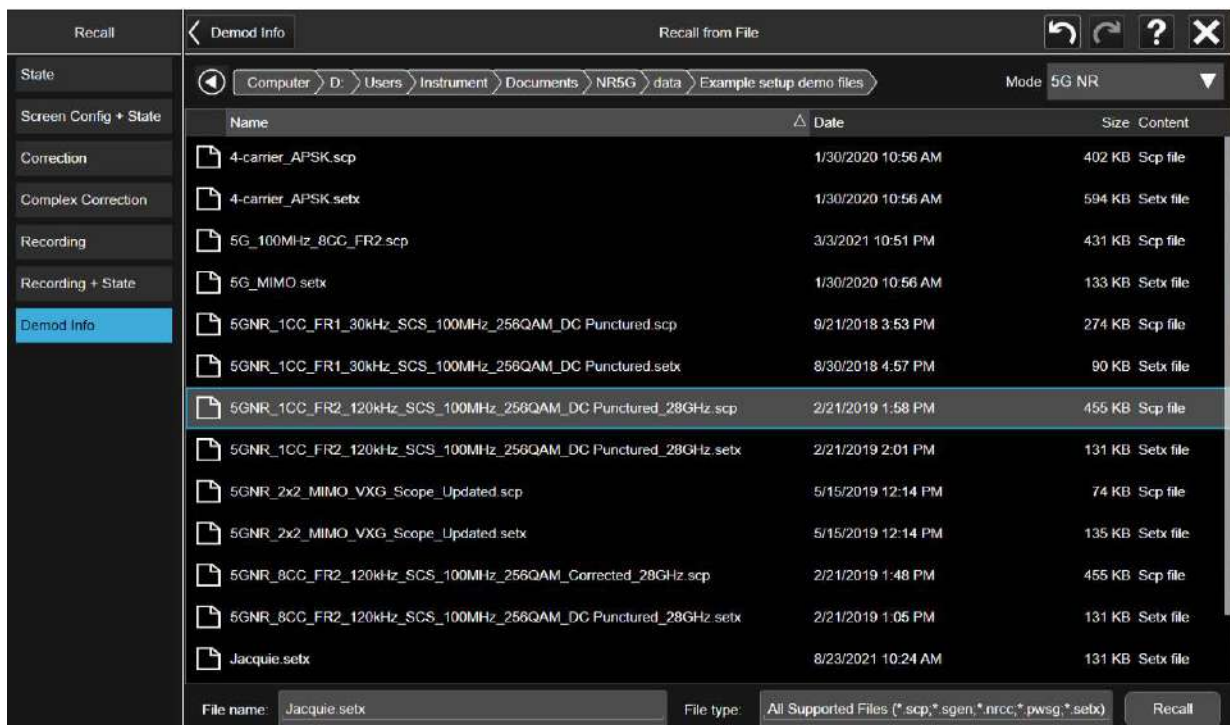 Recall
Demod Info
Recall from File
?
State
Screen Config + State
Correction
Complex Correction
Recording
Recording + State
Demod Info
Computer D: Users Instrument Documents NR5G data Example setup demo files
Mode 5G NR
Name Date Size Content
4-carrier_APSK.scp 1/30/2020 10:56 AM 402 KB Scp file
4-carrier_APSK.setx 1/30/2020 10:56 AM 594 KB Setx file
5G_100MHz_8CC_FR2.scp 3/3/2021 10:51 PM 431 KB Scp file
5G_MIMO.setx 1/30/2020 10:56 AM 133 KB Setx file
5GNR_1CC_FR1_30kHz_SCS_100MHz_256QAM_DC Punctured.scp 9/21/2018 3:53 PM 274 KB Scp file
5GNR_1CC_FR1_30kHz_SCS_100MHz_256QAM_DC Punctured.setx 8/30/2018 4:57 PM 90 KB Setx file
5GNR_1CC_FR2_120kHz_SCS_100MHz_256QAM_DC Punctured_28GHz.scp 2/21/2019 1:58 PM 455 KB Scp file
5GNR_1CC_FR2_120kHz_SCS_100MHz_256QAM_DC Punctured_28GHz.setx 2/21/2019 2:01 PM 131 KB Setx file
5GNR_2x2_MIMO_VXG_Scope_Updated.scp 5/15/2019 12:14 PM 74 KB Scp file
5GNR_2x2_MIMO_VXG_Scope_Updated.setx 5/15/2019 12:14 PM 135 KB Setx file
5GNR_8CC_FR2_120kHz_SCS_100MHz_256QAM_Corrected_28GHz.scp 2/21/2019 1:48 PM 455 KB Scp file
5GNR_8CC_FR2_120kHz_SCS_100MHz_256QAM_DC Punctured_28GHz.setx 2/21/2019 1:05 PM 131 KB Setx file
Jacquie.setx 8/23/2021 10:24 AM 131 KB Setx file
File name: Jacquie.setx File type: All Supported Files (*.scp;*.sgen;*.nrcc;*.pwsg;*.setx) Recall